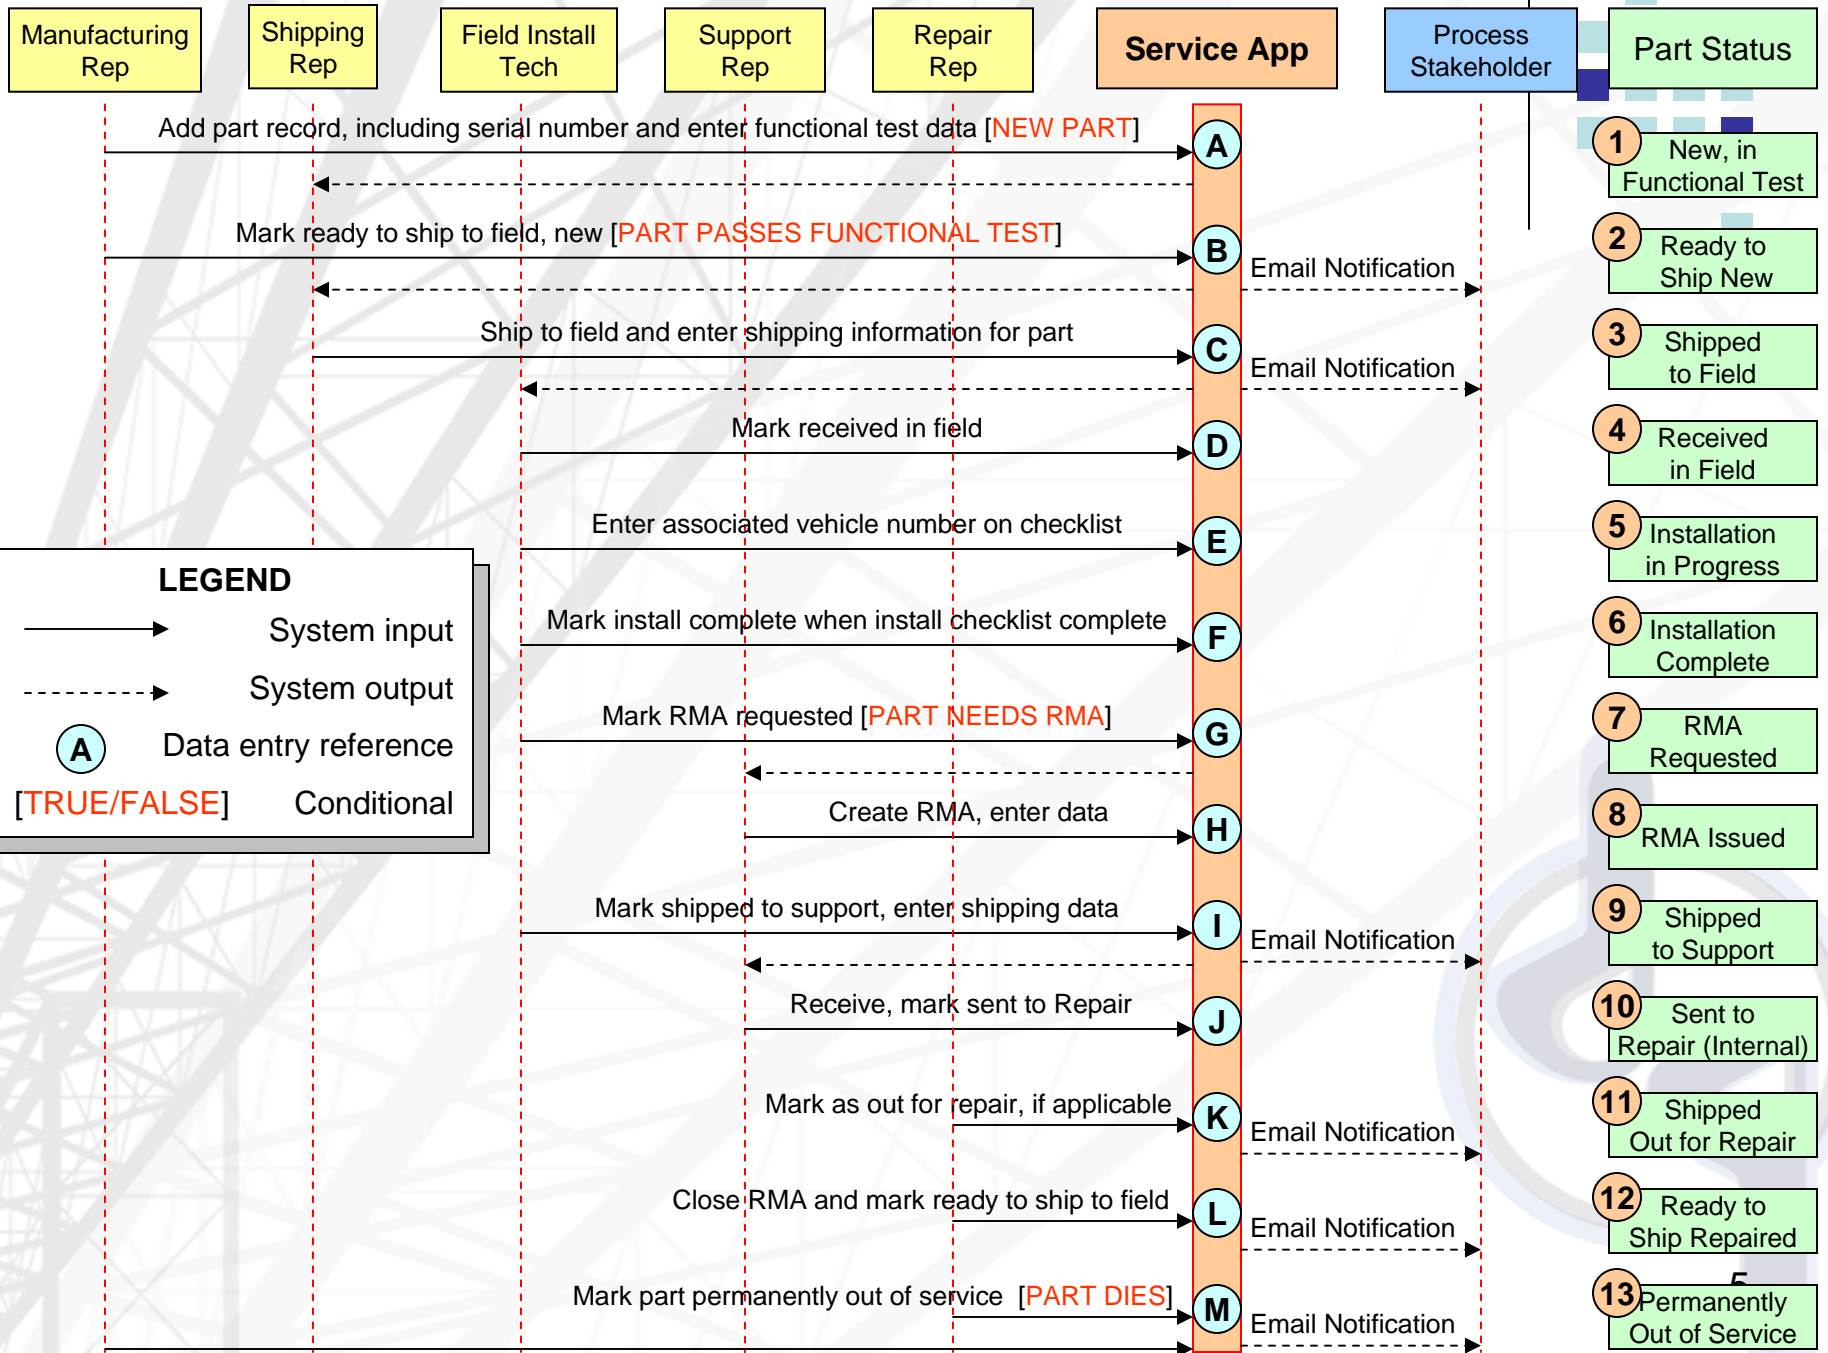 Manufacturing
Rep
Shipping
Rep
Field Install
Tech
Support
Rep
Repair
Rep
Service App
Process
Stakeholder
Part Status
Add part record, including serial number and enter functional test data [NEW PART]
A
1
New, in
Functional Test
Mark ready to ship to field, new [PART PASSES FUNCTIONAL TEST]
B
Email Notification
2
Ready to
Ship New
Ship to field and enter shipping information for part
C
Email Notification
3
Shipped
to Field
Mark received in field
D
4
Received
in Field
Enter associated vehicle number on checklist
E
5
Installation
in Progress
LEGEND
System input
System output
A
Data entry reference
[TRUE/FALSE] Conditional
Mark install complete when install checklist complete
F
6
Installation
Complete
Mark RMA requested [PART NEEDS RMA]
G
7
RMA
Requested
Create RMA, enter data
H
8
RMA Issued
Mark shipped to support, enter shipping data
I
Email Notification
9
Shipped
to Support
Receive, mark sent to Repair
J
10
Sent to
Repair (Internal)
Mark as out for repair, if applicable
K
Email Notification
11
Shipped
Out for Repair
Close RMA and mark ready to ship to field
L
Email Notification
12
Ready to
Ship Repaired
Mark part permanently out of service [PART DIES]
M
Email Notification
13
Permanently
Out of Service